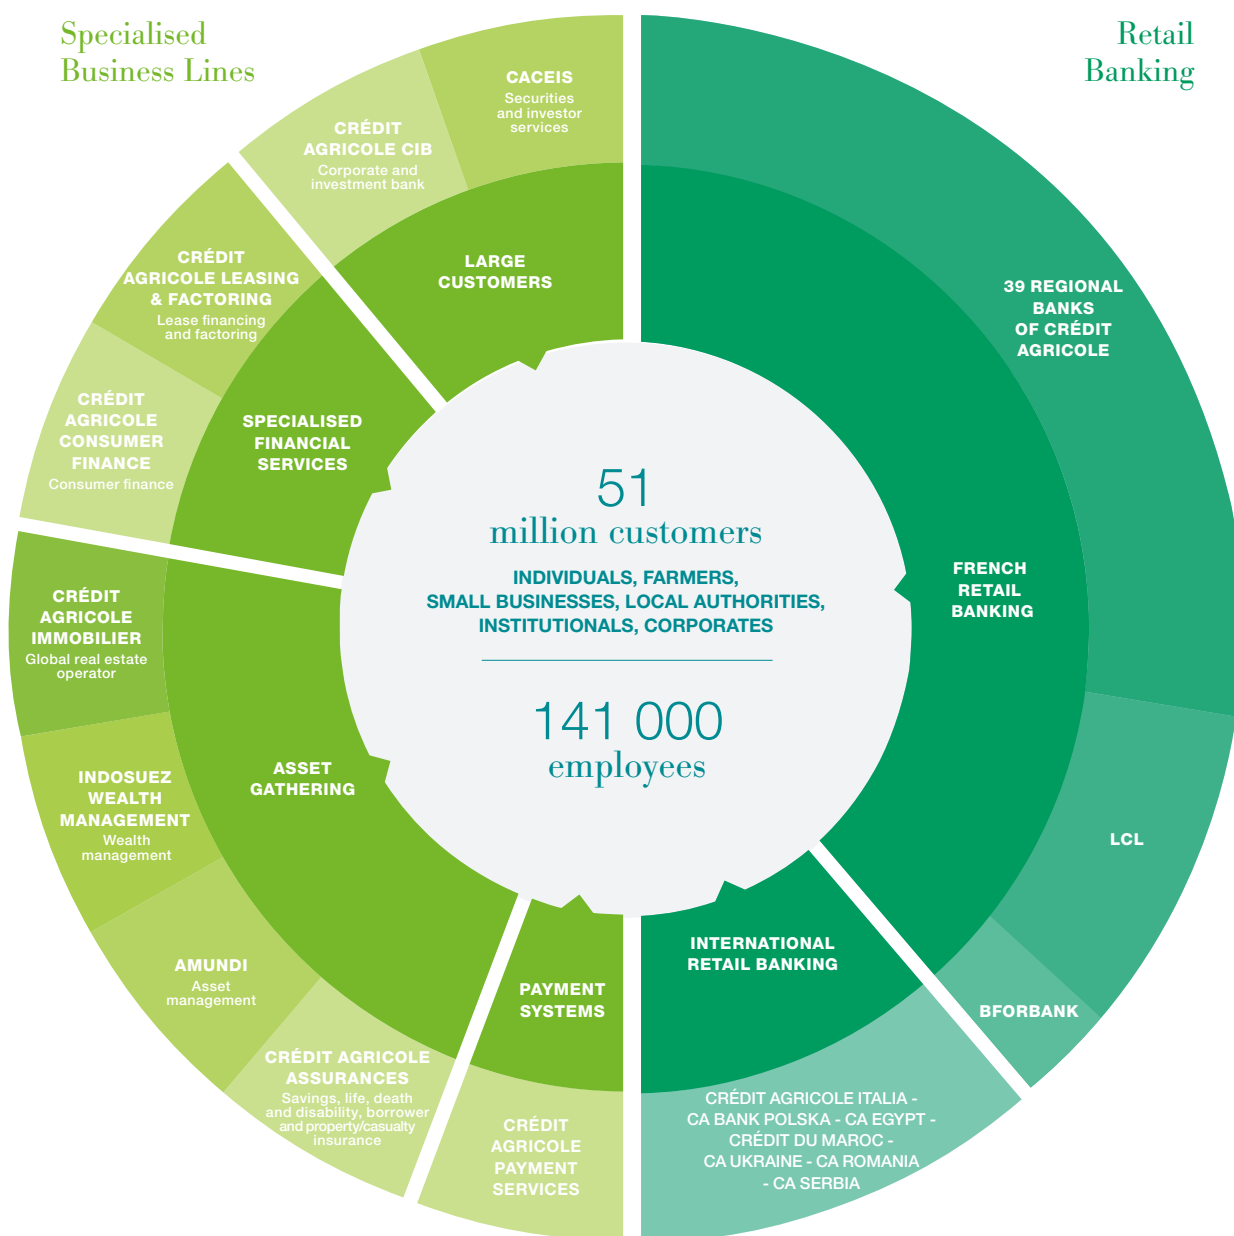 Specialised
Business Lines
Retail
Banking
CACEIS
Securities
and investor
services
CRÉDIT
AGRICOLE CIB
Corporate and
investment bank
LARGE
CUSTOMERS
CRÉDIT
AGRICOLE LEASING
& FACTORING
Lease financing
and factoring
CRÉDIT
AGRICOLE
CONSUMER
FINANCE
Consumer finance
SPECIALISED
FINANCIAL
SERVICES
39 REGIONAL
BANKS
OF CRÉDIT
AGRICOLE
51
million customers
INDIVIDUALS, FARMERS,
SMALL BUSINESSES, LOCAL AUTHORITIES,
INSTITUTIONALS, CORPORATES
141 000
employees
FRENCH
RETAIL
BANKING
CRÉDIT
AGRICOLE
IMMOBILIER
Global real estate
operator
INDOSUEZ
WEALTH
MANAGEMENT
Wealth
management
ASSET
GATHERING
LCL
AMUNDI
Asset
management
CRÉDIT AGRICOLE
ASSURANCES
Savings, life, death
and disability, borrower
and property/casualty
insurance
PAYMENT
SYSTEMS
INTERNATIONAL
RETAIL BANKING
BFORBANK
CRÉDIT
AGRICOLE
PAYMENT
SERVICES
CRÉDIT AGRICOLE ITALIA -
CA BANK POLSKA - CA EGYPT -
CRÉDIT DU MAROC -
CA UKRAINE - CA ROMANIA
- CA SERBIA